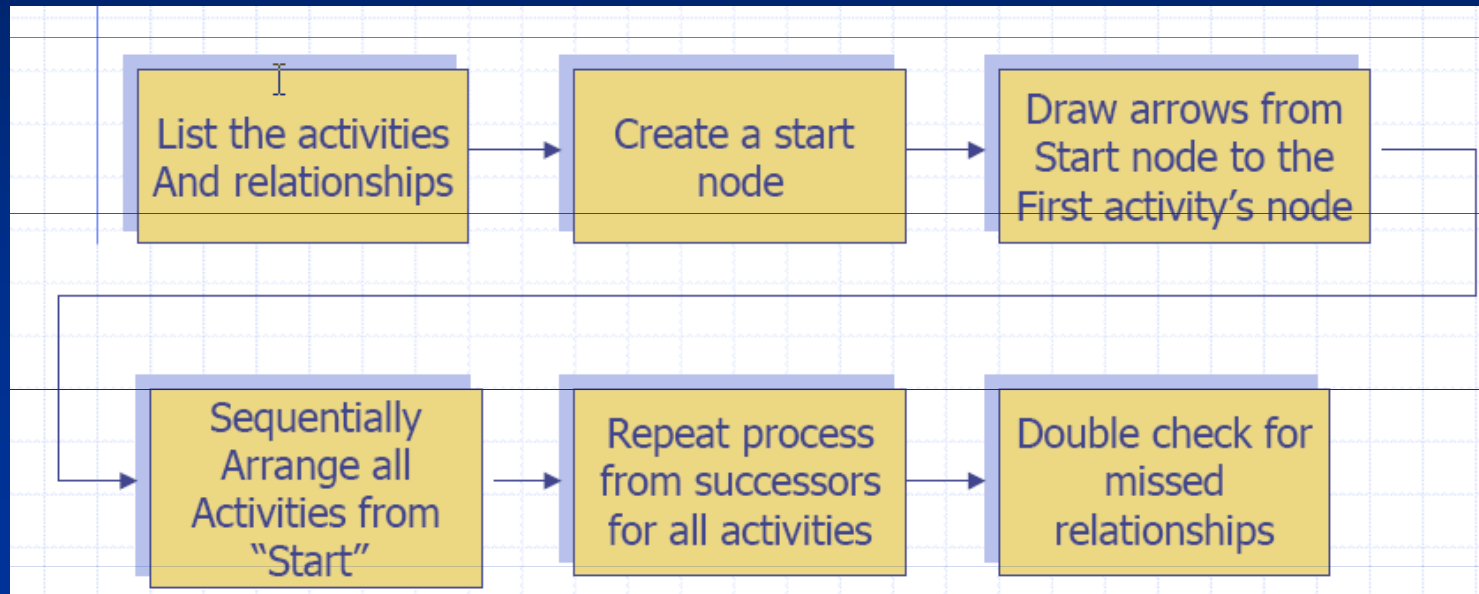 List the activities
And relationships
Create a start
node
Draw arrows from
Start node to the
First activity’s node
Sequentially
Arrange all
Activities from
“Start”
Repeat process
from successors
for all activities
Double check for
missed
relationships